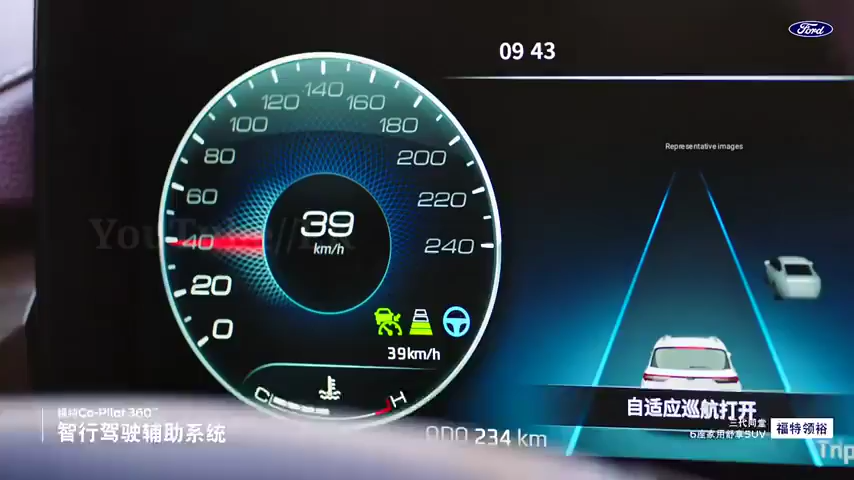 Ford
09 43
Representative images
0
20
40
60
80
100
120
140
160
180
200
220
240
39
km/h
39km/h
C
H
ODO 234 km
Trip
自适应巡航打开
福特Co-Pilot 360™
智行驾驶辅助系统
三代同堂
6座家用舒享SUV
福特领裕